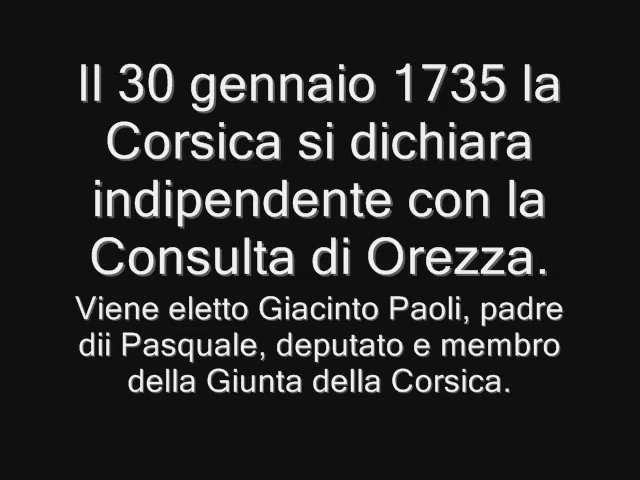 Il 30 gennaio 1735 la
Corsica si dichiara
indipendente con la
Consulta di Orezza.
Viene eletto Giacinto Paoli, padre
dii Pasquale, deputato e membro
della Giunta della Corsica.